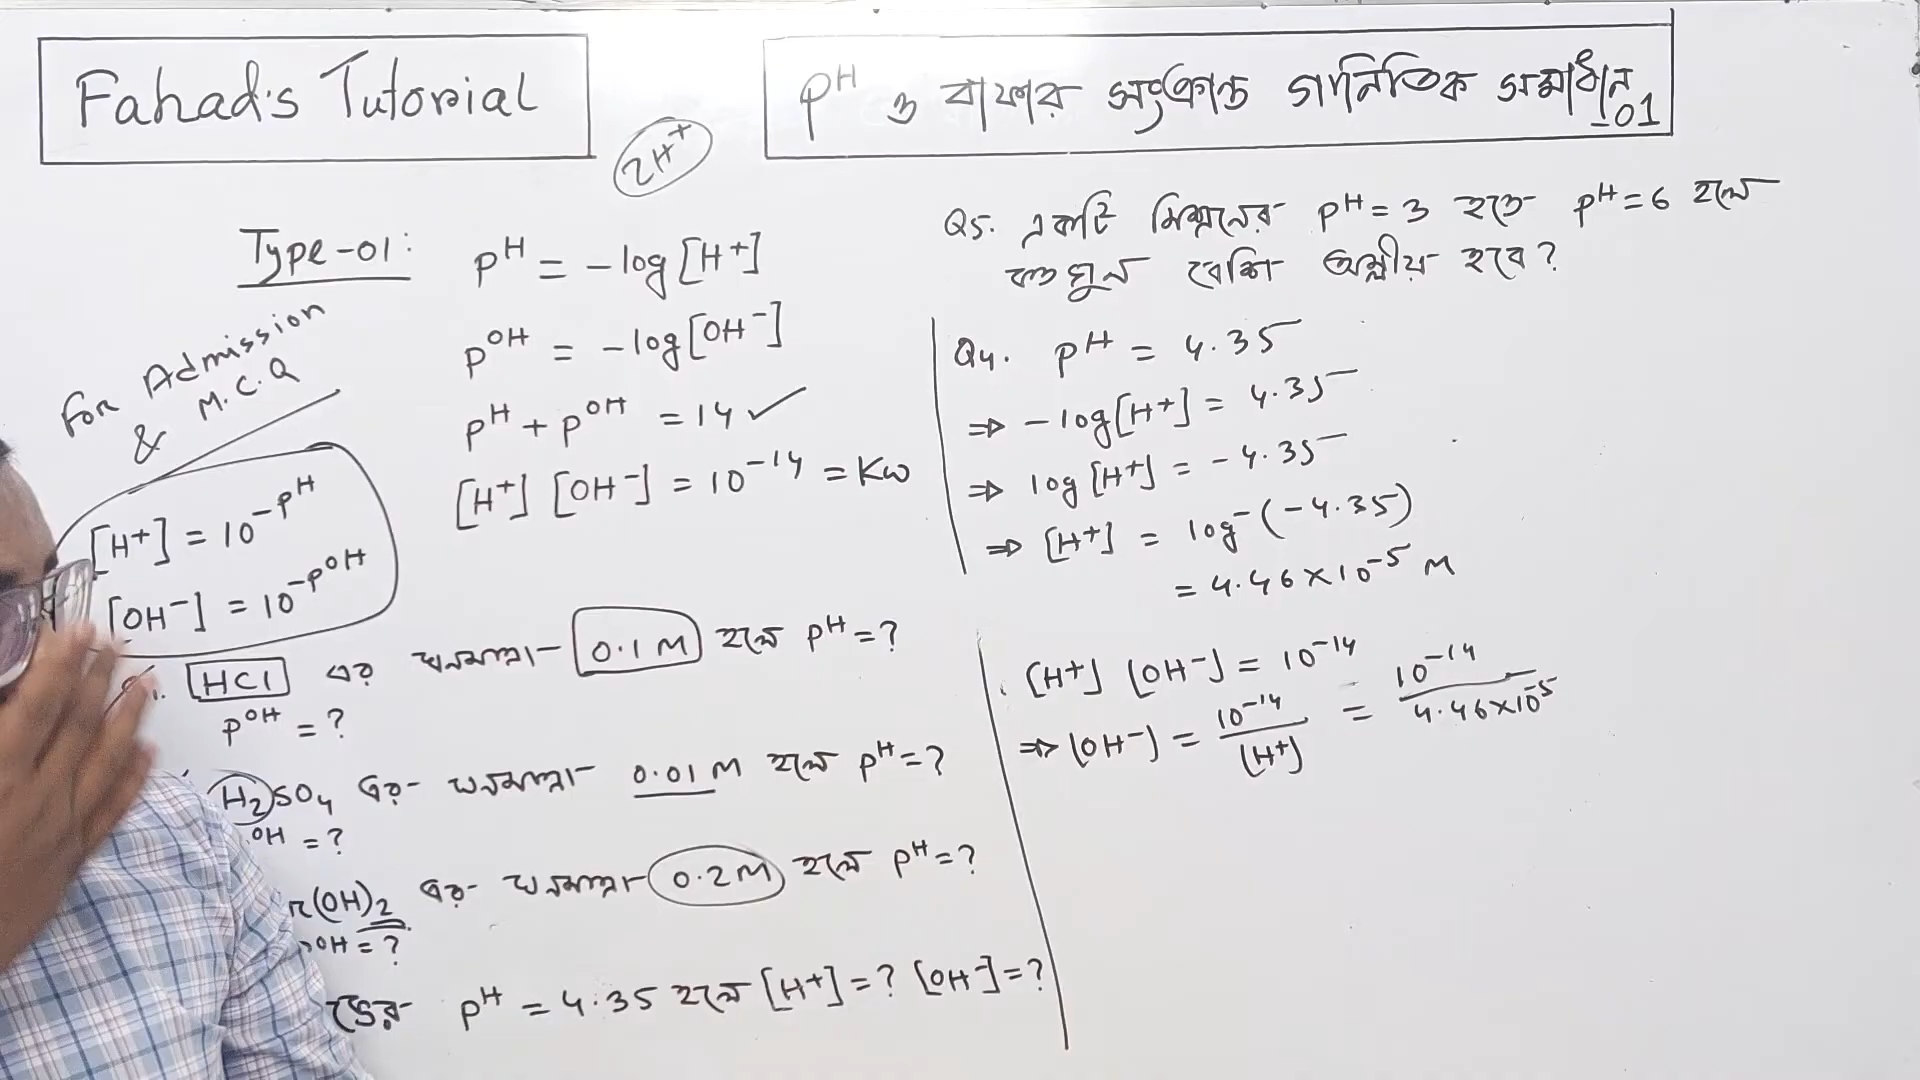 Fahad's Tutorial
pH ও বাফার সংক্রান্ত গানিতিক সমাধান-01
2H+
Type-01:
pH = -log[H+]
pOH = -log[OH-]
pH + pOH = 14 ✓
[H+] [OH-] = 10^-14 = Kw
For Admission
& M.C.Q
[H+] = 10^-pH
[OH-] = 10^-pOH
HCl এর ঘনমাত্রা 0.1 M হলে pH = ?
pOH = ?
H2SO4 এর ঘনমাত্রা 0.01 M হলে pH = ?
OH = ?
(OH)2 এর ঘনমাত্রা 0.2M হলে pH = ?
OH = ?
pH = 4.35 হলে [H+] = ? [OH-] = ?
Q5. একটি মিশ্রনের pH = 3 হতে pH = 6 হলে
কত গুন বেশি অম্লীয় হবে?
Q4. pH = 4.35
⇒ -log[H+] = 4.35
⇒ log[H+] = -4.35
⇒ [H+] = log^-(-4.35)
= 4.46×10^-5 M
[H+] [OH-] = 10^-14
⇒ [OH-] = 10^-14/[H+] = 10^-14/4.46×10^-5